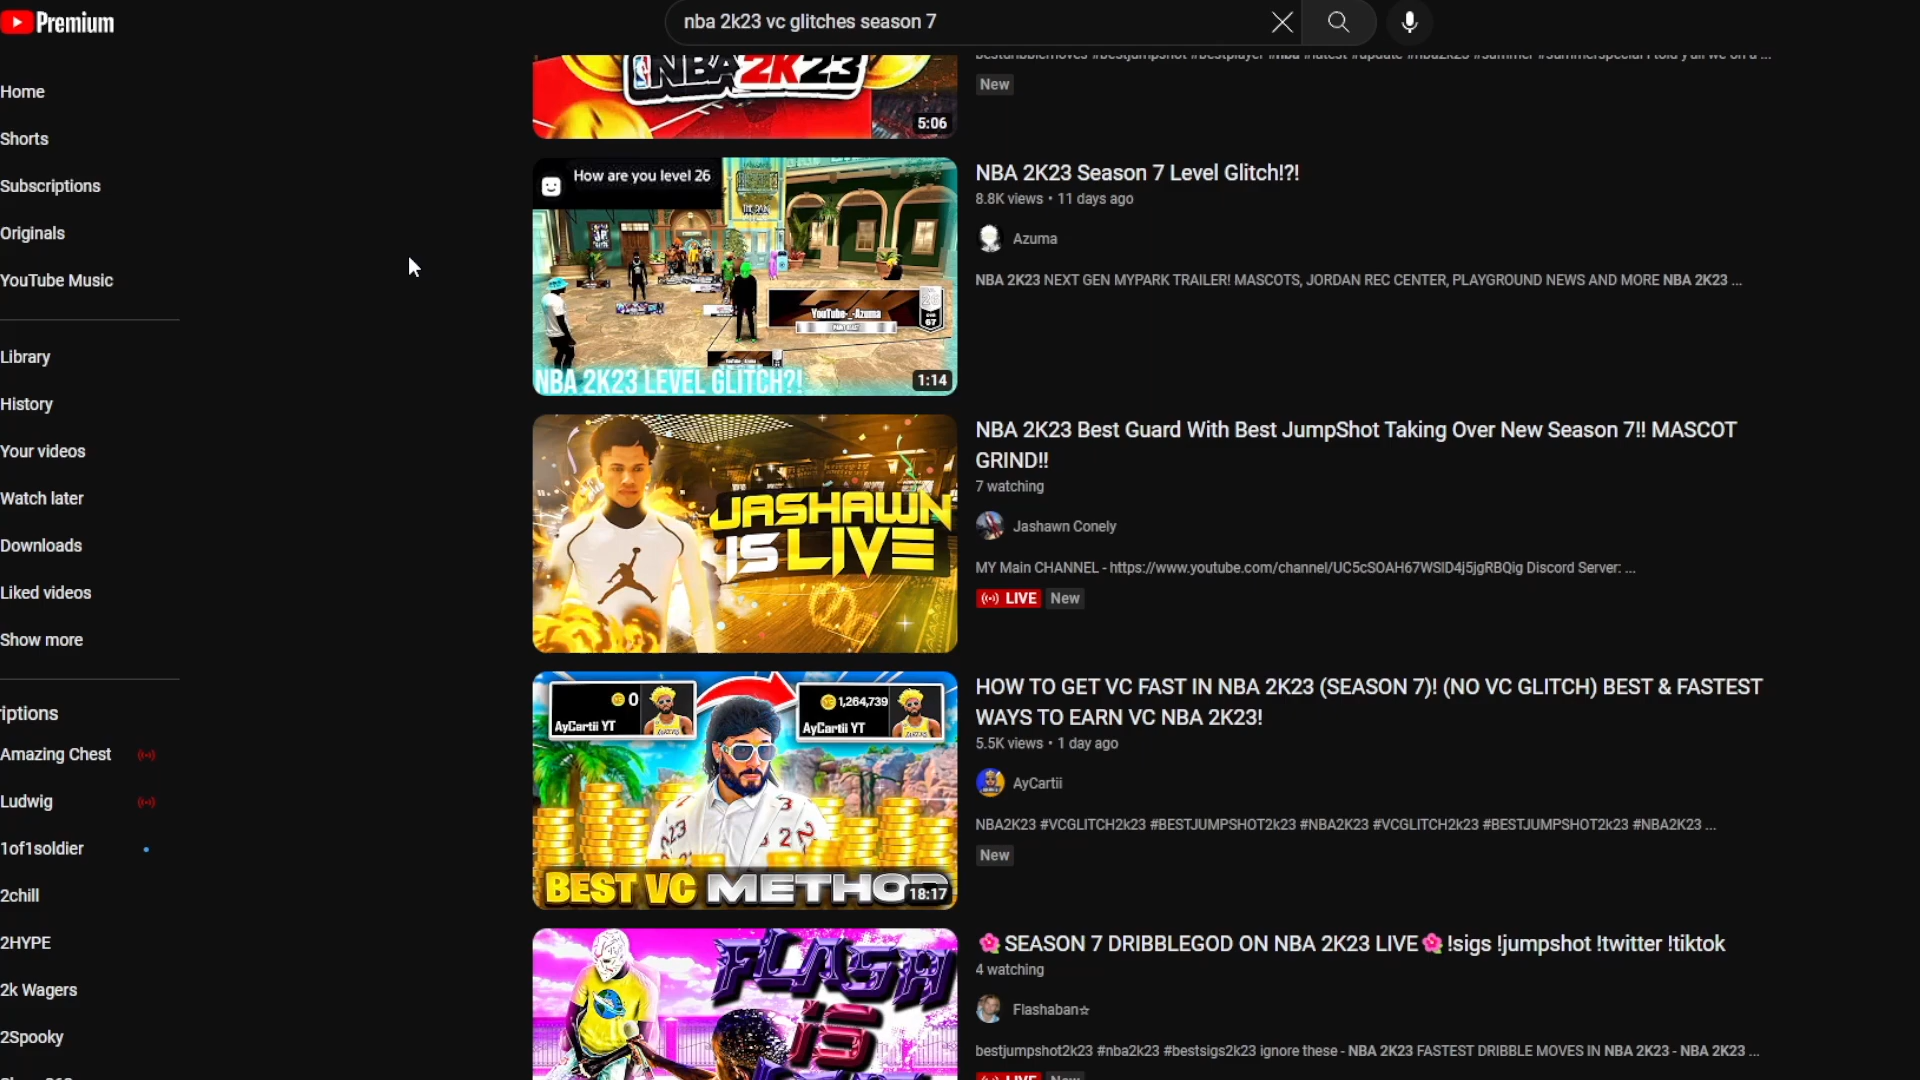 Premium
nba 2k23 vc glitches season 7
Home
Shorts
Subscriptions
Originals
YouTube Music
Library
History
Your videos
Watch later
Downloads
Liked videos
Show more
riptions
Amazing Chest
Ludwig
1of1soldier
2chill
2HYPE
2k Wagers
2Spooky
NBA 2K23
5:06
New
How are you level 26
YouTube-_-Azuma
NBA 2K23 LEVEL GLITCH?!
1:14
NBA 2K23 Season 7 Level Glitch!?!
8.8K views • 11 days ago
Azuma
NBA 2K23 NEXT GEN MYPARK TRAILER! MASCOTS, JORDAN REC CENTER, PLAYGROUND NEWS AND MORE NBA 2K23 ...
JASHAWN
IS LIVE
NBA 2K23 Best Guard With Best JumpShot Taking Over New Season 7!! MASCOT
GRIND!!
7 watching
Jashawn Conely
MY Main CHANNEL - https://www.youtube.com/channel/UC5cSOAH67WSID4j5jgRBQig Discord Server: ...
LIVE New
0
AyCartii YT
1,264,739
AyCartii YT
BEST VC METHOD
18:17
HOW TO GET VC FAST IN NBA 2K23 (SEASON 7)! (NO VC GLITCH) BEST & FASTEST
WAYS TO EARN VC NBA 2K23!
5.5K views • 1 day ago
AyCartii
NBA2K23 #VCGLITCH2k23 #BESTJUMPSHOT2k23 #NBA2K23 #VCGLITCH2k23 #BESTJUMPSHOT2k23 #NBA2K23 ...
New
FLASH
IS
🌺 SEASON 7 DRIBBLEGOD ON NBA 2K23 LIVE 🌺 !sigs !jumpshot !twitter !tiktok
4 watching
Flashaban☆
bestjumpshot2k23 #nba2k23 #bestsigs2k23 ignore these - NBA 2K23 FASTEST DRIBBLE MOVES IN NBA 2K23 - NBA 2K23 ...
LIVE New